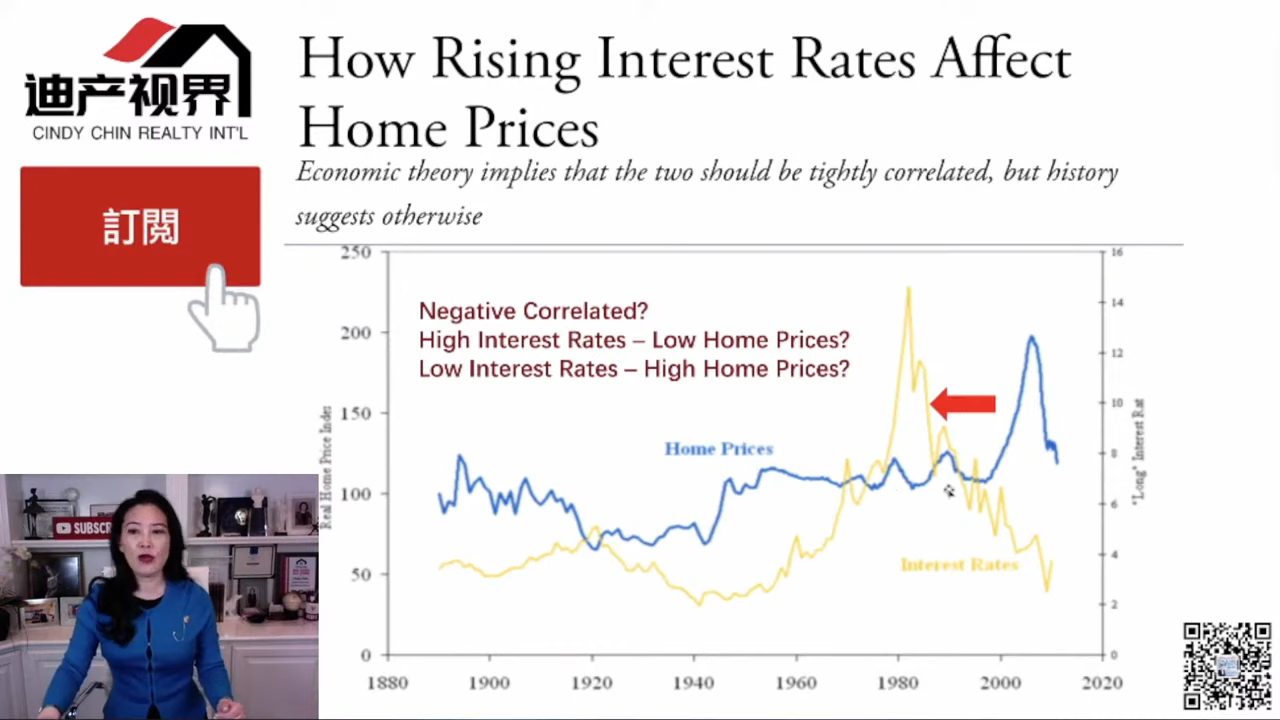 迪产视界
CINDY CHIN REALTY INT'L
訂閱
How Rising Interest Rates Affect
Home Prices
Economic theory implies that the two should be tightly correlated, but history
suggests otherwise
Negative Correlated?
High Interest Rates – Low Home Prices?
Low Interest Rates – High Home Prices?
Home Prices
Interest Rates
Real Home Price Index
250
200
150
100
50
0
"Long" Interest Rat
16
14
12
10
8
6
4
2
0
1880 1900 1920 1940 1960 1980 2000 2020
SUBSCR